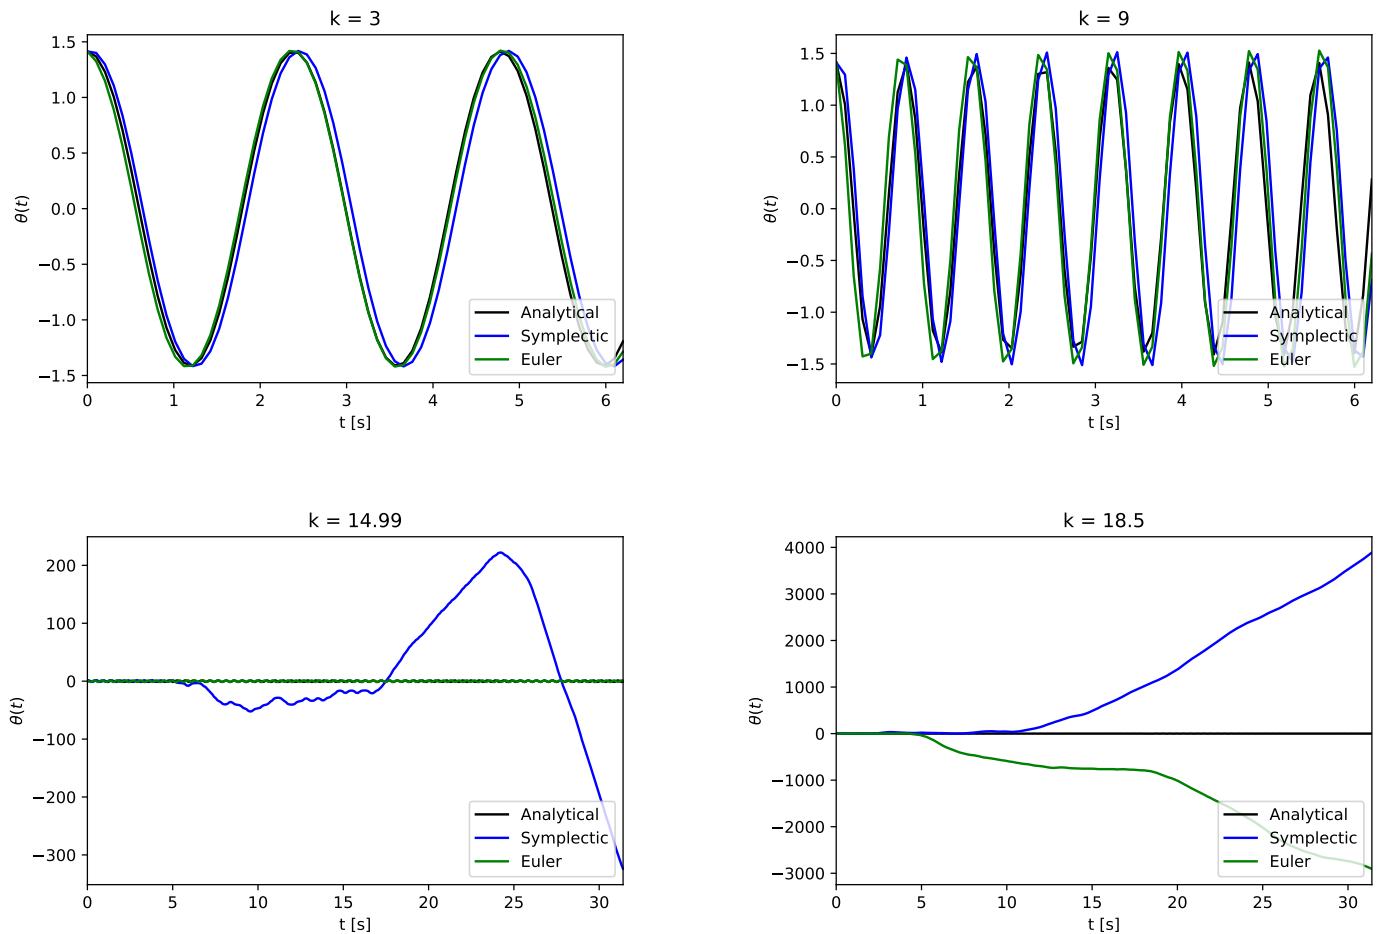 k = 3
1.5
1.0
0.5
0.0
−0.5
−1.0
−1.5
θ(t)
0 1 2 3 4 5 6
t [s]
Analytical
Symplectic
Euler
k = 9
1.5
1.0
0.5
0.0
−0.5
−1.0
−1.5
θ(t)
0 1 2 3 4 5 6
t [s]
Analytical
Symplectic
Euler
k = 14.99
200
100
0
−100
−200
−300
θ(t)
0 5 10 15 20 25 30
t [s]
Analytical
Symplectic
Euler
k = 18.5
4000
3000
2000
1000
0
−1000
−2000
−3000
θ(t)
0 5 10 15 20 25 30
t [s]
Analytical
Symplectic
Euler